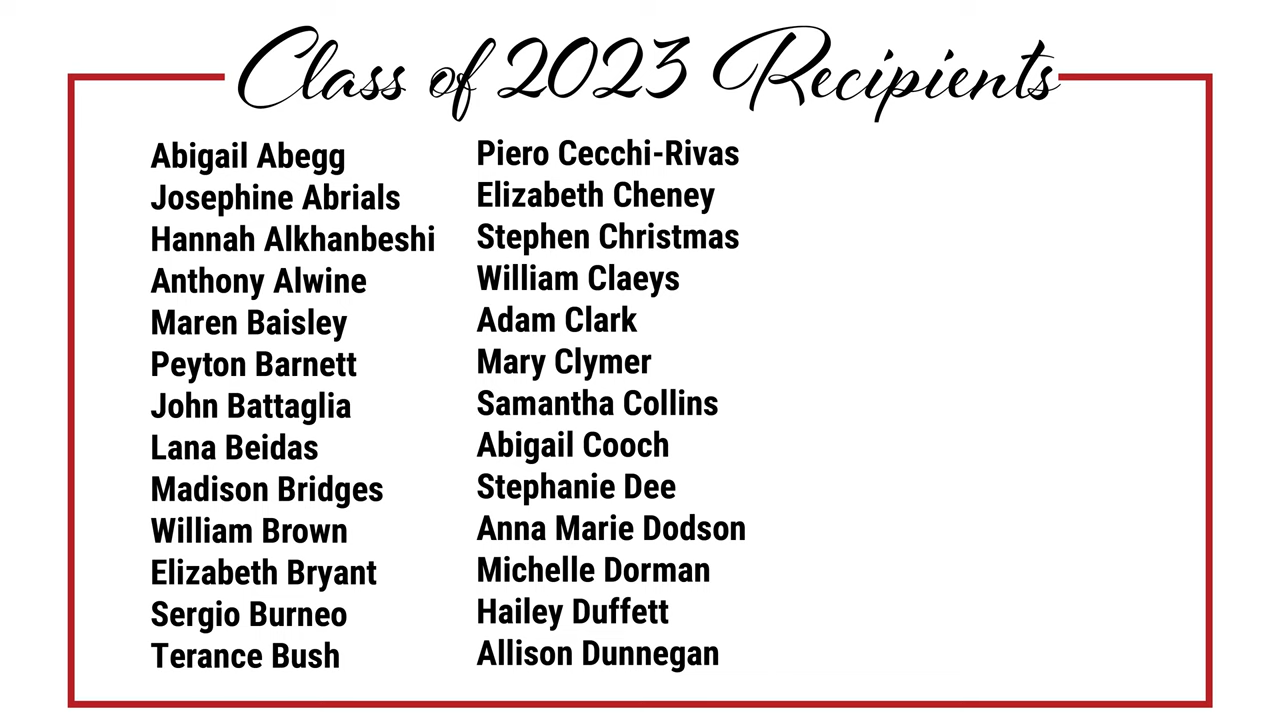 Class of 2023 Recipients
Abigail Abegg
Josephine Abrials
Hannah Alkhanbeshi
Anthony Alwine
Maren Baisley
Peyton Barnett
John Battaglia
Lana Beidas
Madison Bridges
William Brown
Elizabeth Bryant
Sergio Burneo
Terance Bush
Piero Cecchi-Rivas
Elizabeth Cheney
Stephen Christmas
William Claeys
Adam Clark
Mary Clymer
Samantha Collins
Abigail Cooch
Stephanie Dee
Anna Marie Dodson
Michelle Dorman
Hailey Duffett
Allison Dunnegan